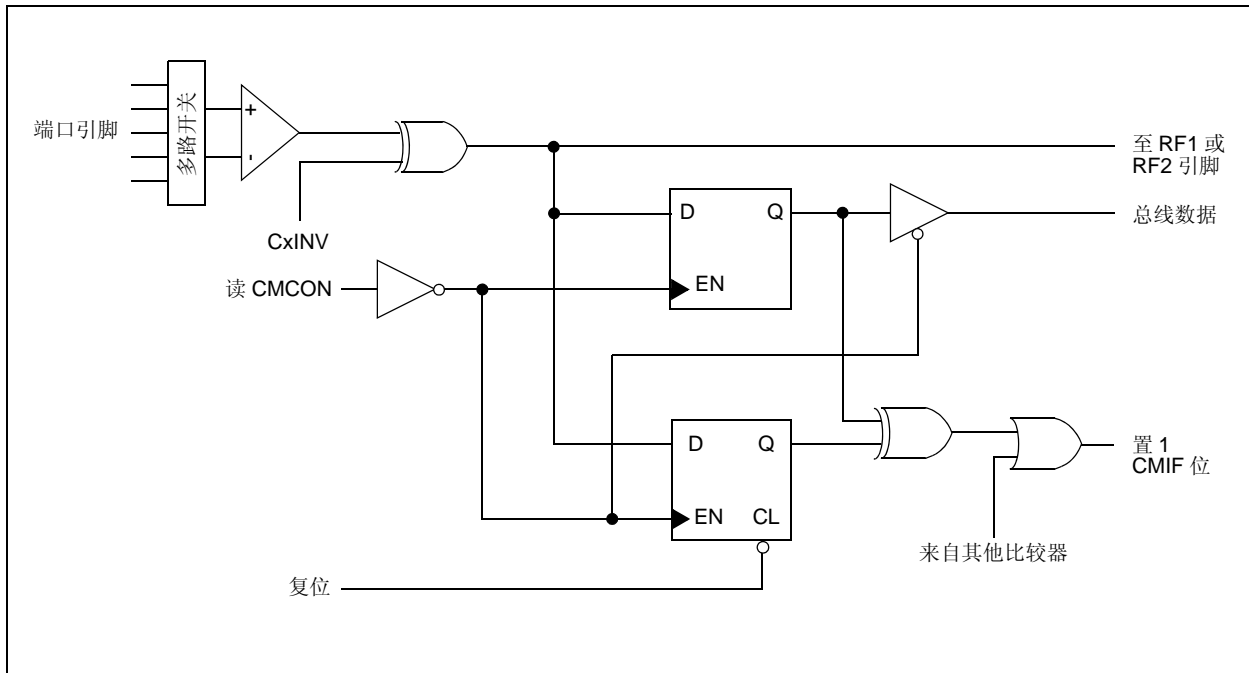 端口引脚
多路开关
+
-
CxINV
至 RF1 或
RF2 引脚
D
Q
EN
总线数据
读 CMCON
D
Q
EN
CL
置 1
CMIF 位
来自其他比较器
复位